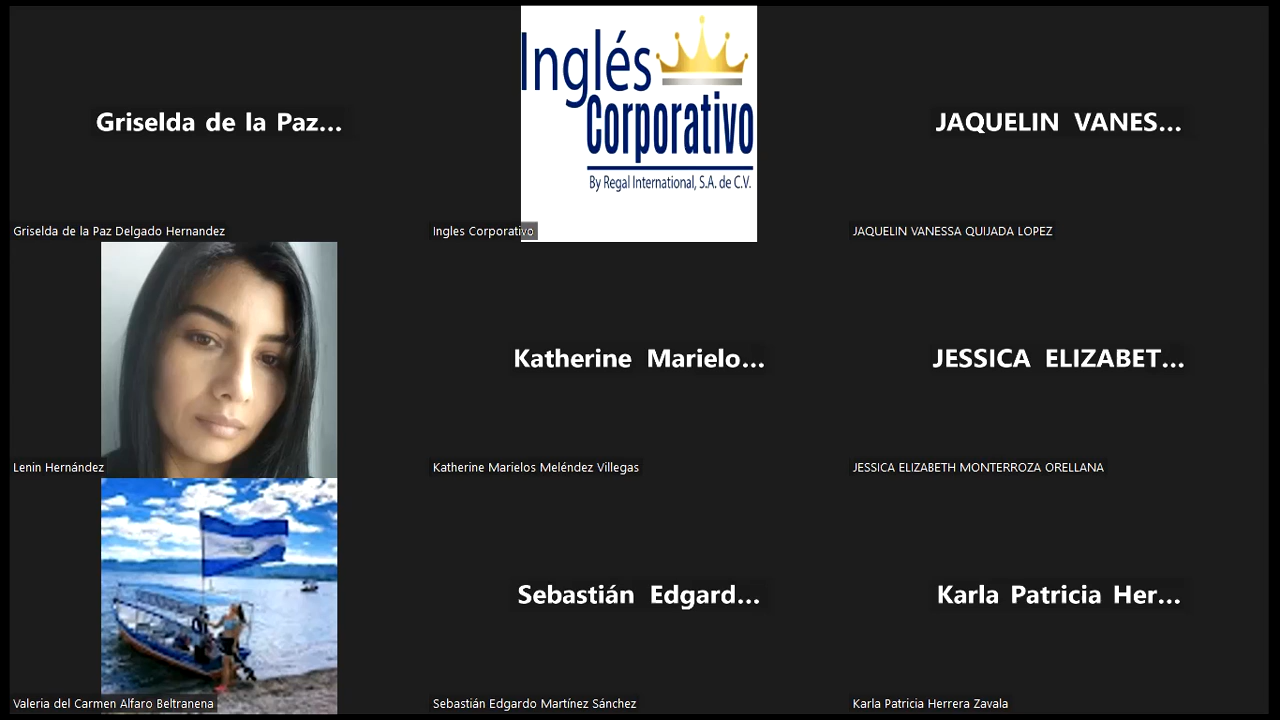 Griselda de la Paz...
Griselda de la Paz Delgado Hernandez
Inglés
Corporativo
By Regal International, S.A. de C.V.
Ingles Corporativo
JAQUELIN VANES...
JAQUELIN VANESSA QUIJADA LOPEZ
Lenin Hernández
Katherine Marielo...
Katherine Marielos Meléndez Villegas
JESSICA ELIZABET...
JESSICA ELIZABETH MONTERROZA ORELLANA
Valeria del Carmen Alfaro Beltranena
Sebastián Edgard...
Sebastián Edgardo Martínez Sánchez
Karla Patricia Her...
Karla Patricia Herrera Zavala